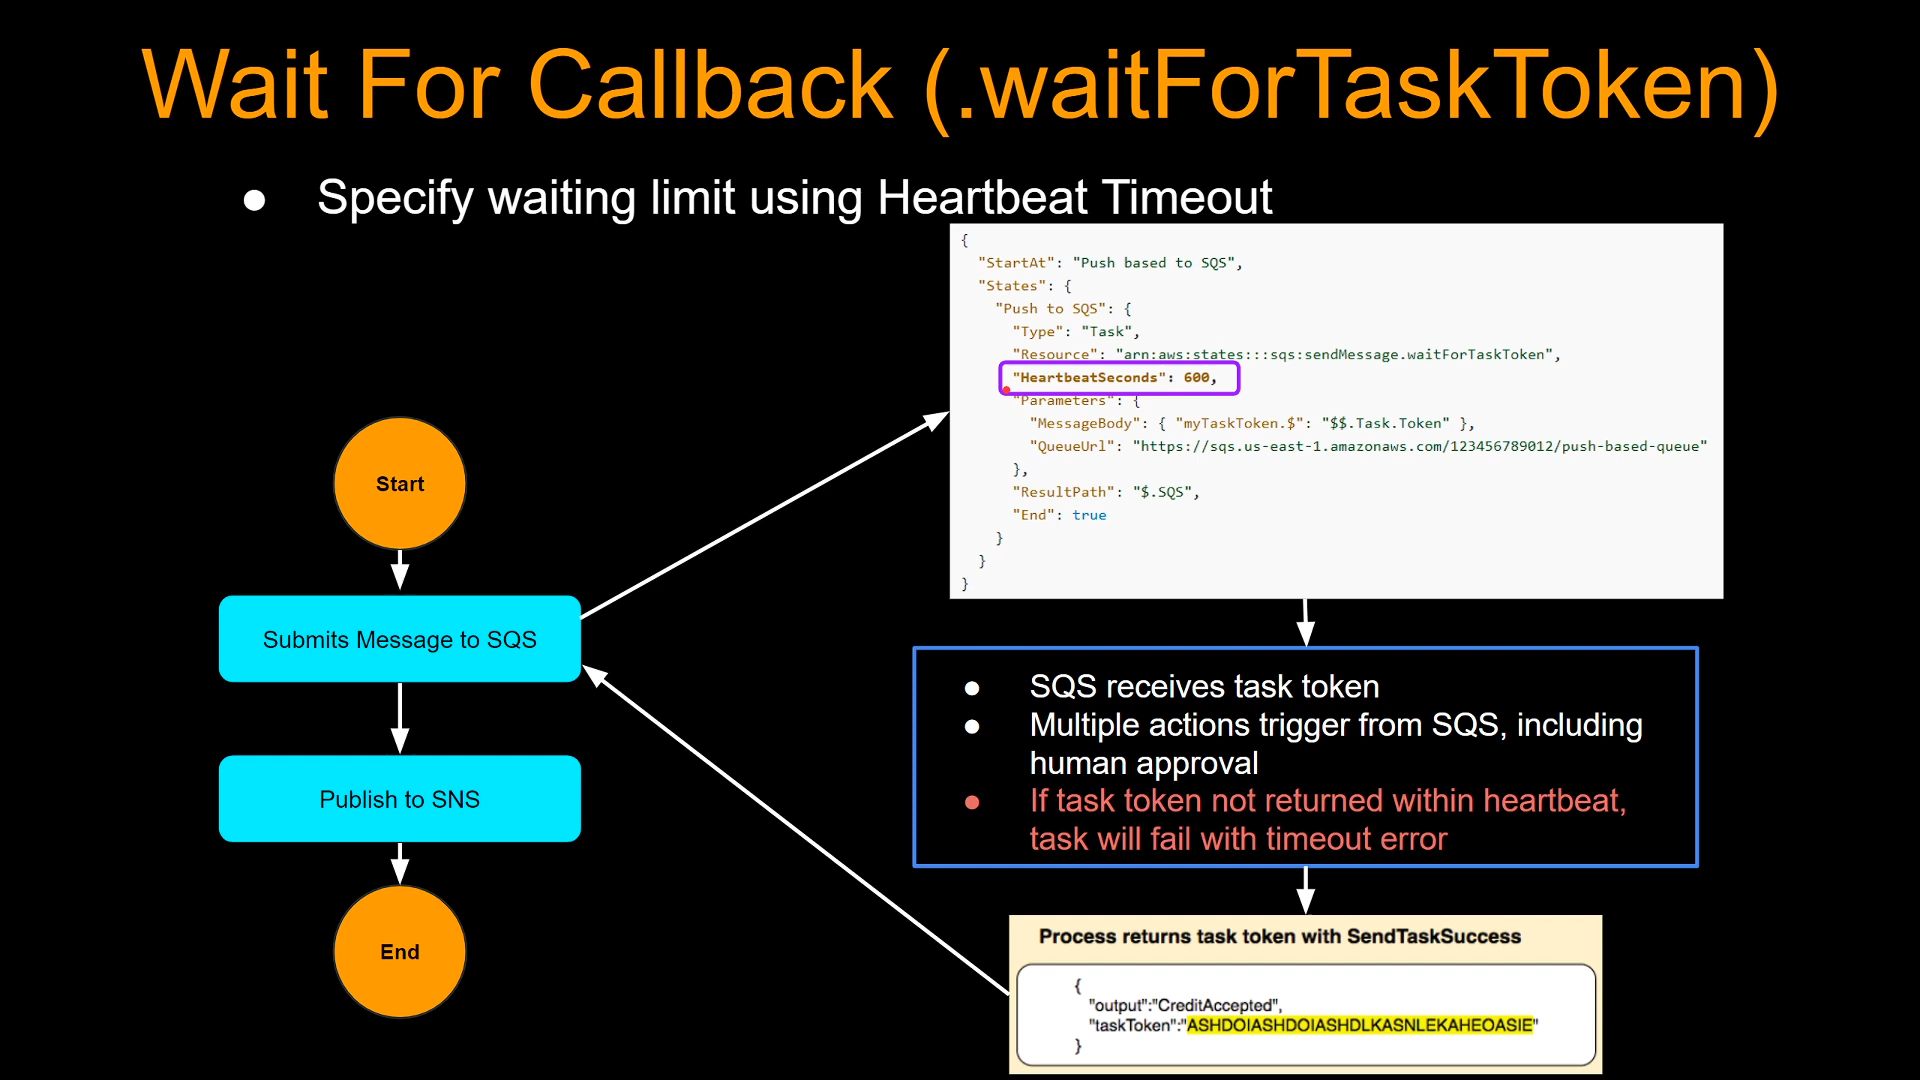 Wait For Callback (.waitForTaskToken)
● Specify waiting limit using Heartbeat Timeout
{
"StartAt": "Push based to SQS",
"States": {
"Push to SQS": {
"Type": "Task",
"Resource": "arn:aws:states:::sqs:sendMessage.waitForTaskToken",
"HeartbeatSeconds": 600,
"Parameters": {
"MessageBody": { "myTaskToken.$": "$$.Task.Token" },
"QueueUrl": "https://sqs.us-east-1.amazonaws.com/123456789012/push-based-queue"
},
"ResultPath": "$.SQS",
"End": true
}
}
}
Start
Submits Message to SQS
Publish to SNS
End
● SQS receives task token
● Multiple actions trigger from SQS, including
human approval
● If task token not returned within heartbeat,
task will fail with timeout error
Process returns task token with SendTaskSuccess
{
"output":"CreditAccepted",
"taskToken":"ASHDOIASHDOIASHDLKASNLEKAHEOASIE"
}